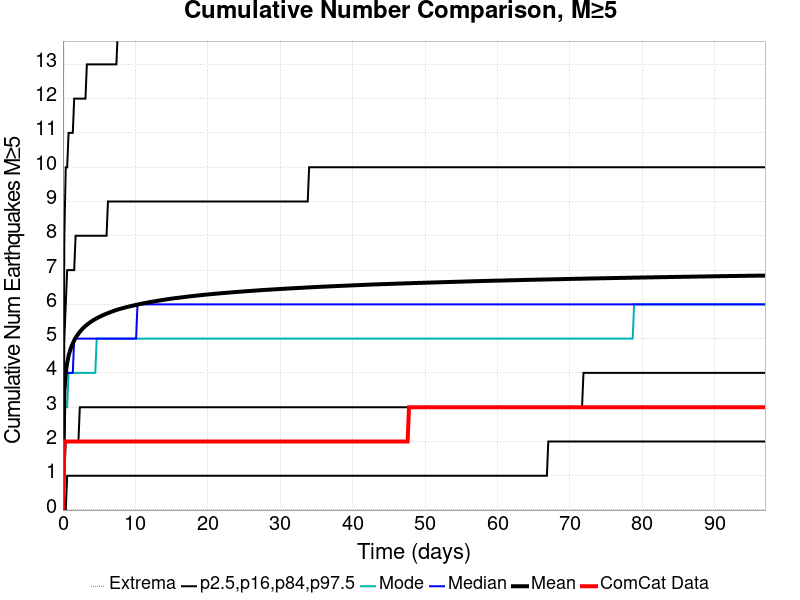 Cumulative Number Comparison, M≥5
Cumulative Num Earthquakes M≥5
13
12
11
10
9
8
7
6
5
4
3
2
1
0
0 10 20 30 40 50 60 70 80 90
Time (days)
Extrema p2.5,p16,p84,p97.5 Mode Median Mean ComCat Data